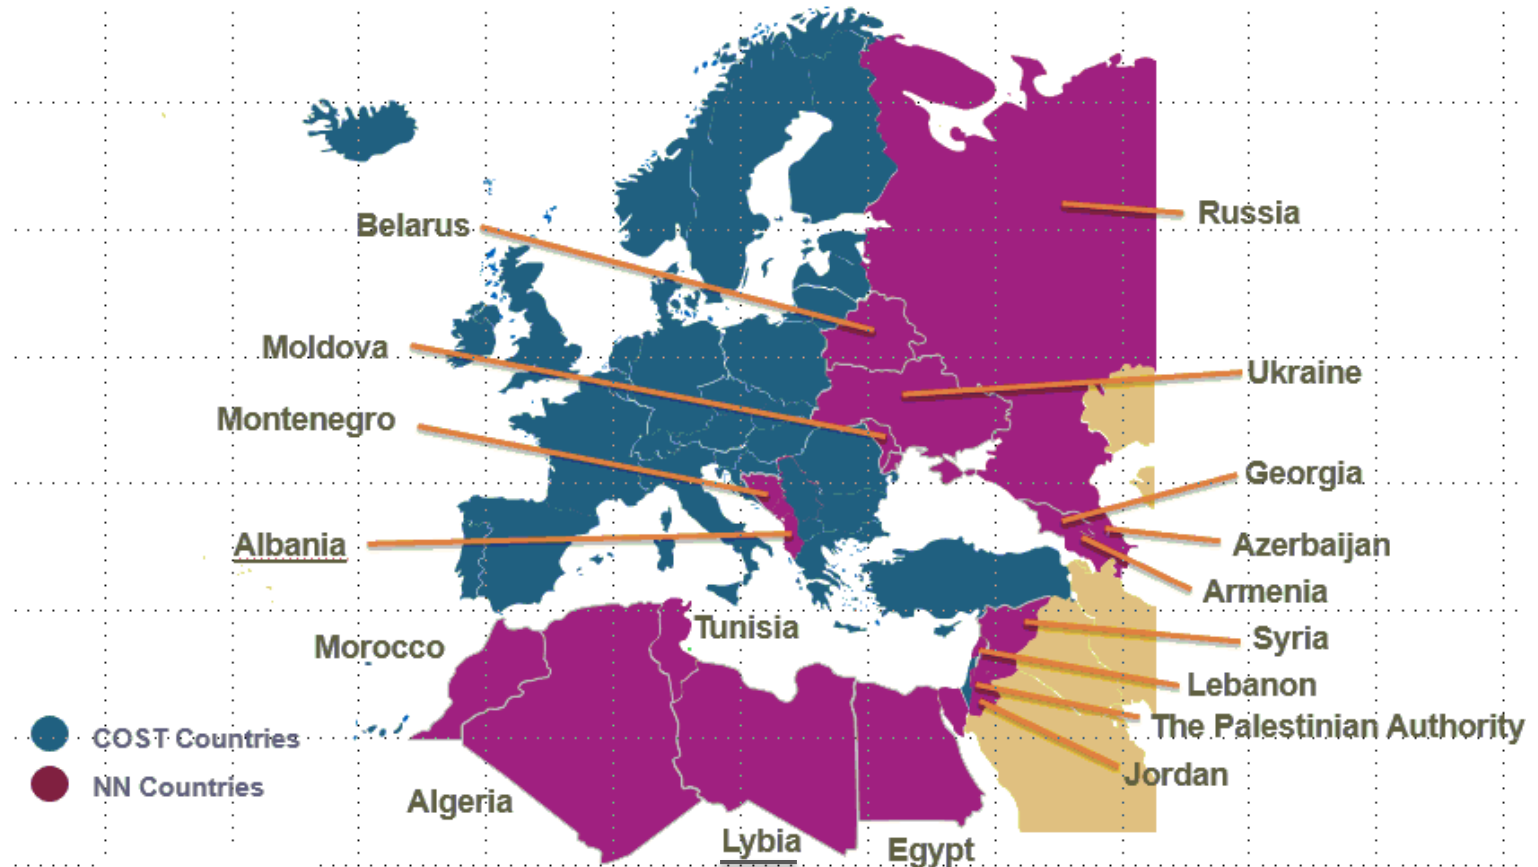 Belarus
Russia
Moldova
Ukraine
Montenegro
Georgia
Albania
Azerbaijan
Armenia
Tunisia
Morocco
Syria
Lebanon
The Palestinian Authority
COST Countries
Jordan
NN Countries
Algeria
Lybia
Egypt